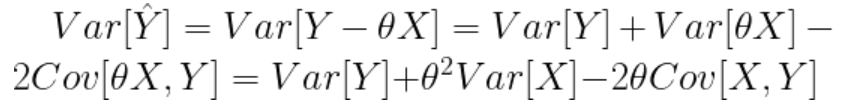 Var[Ŷ] = Var[Y − θX] = Var[Y] + Var[θX] −
2Cov[θX, Y] = Var[Y]+θ²Var[X]−2θCov[X, Y]